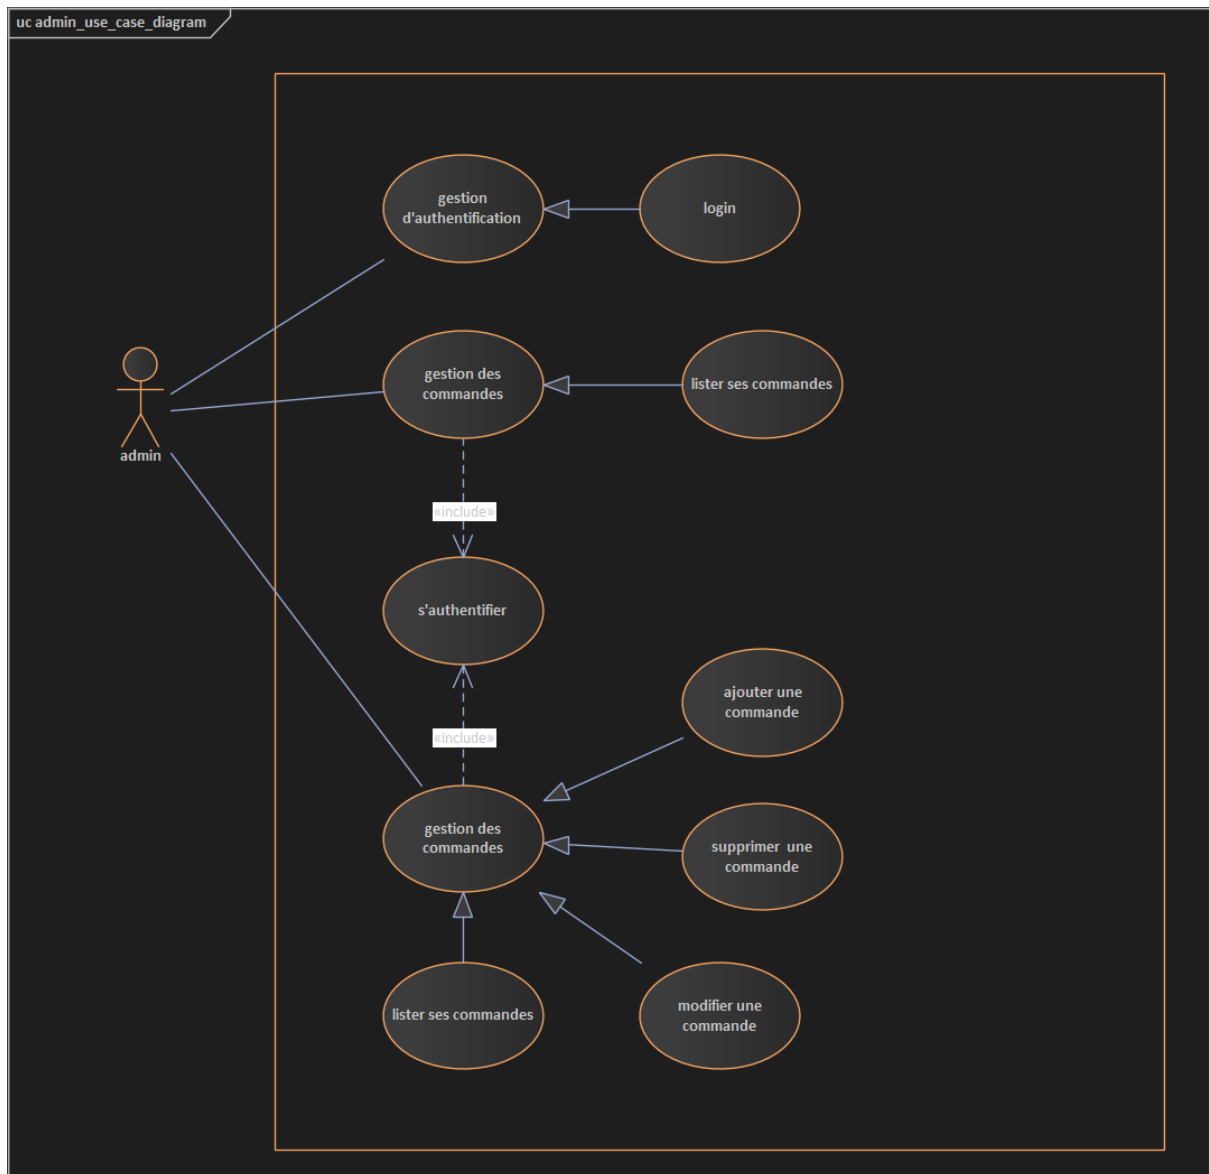 uc admin_use_case_diagram
gestion
d'authentification
login
gestion des
commandes
lister ses commandes
admin
«include»
s'authentifier
ajouter une
commande
«include»
gestion des
commandes
supprimer  une
commande
lister ses commandes
modifier une
commande